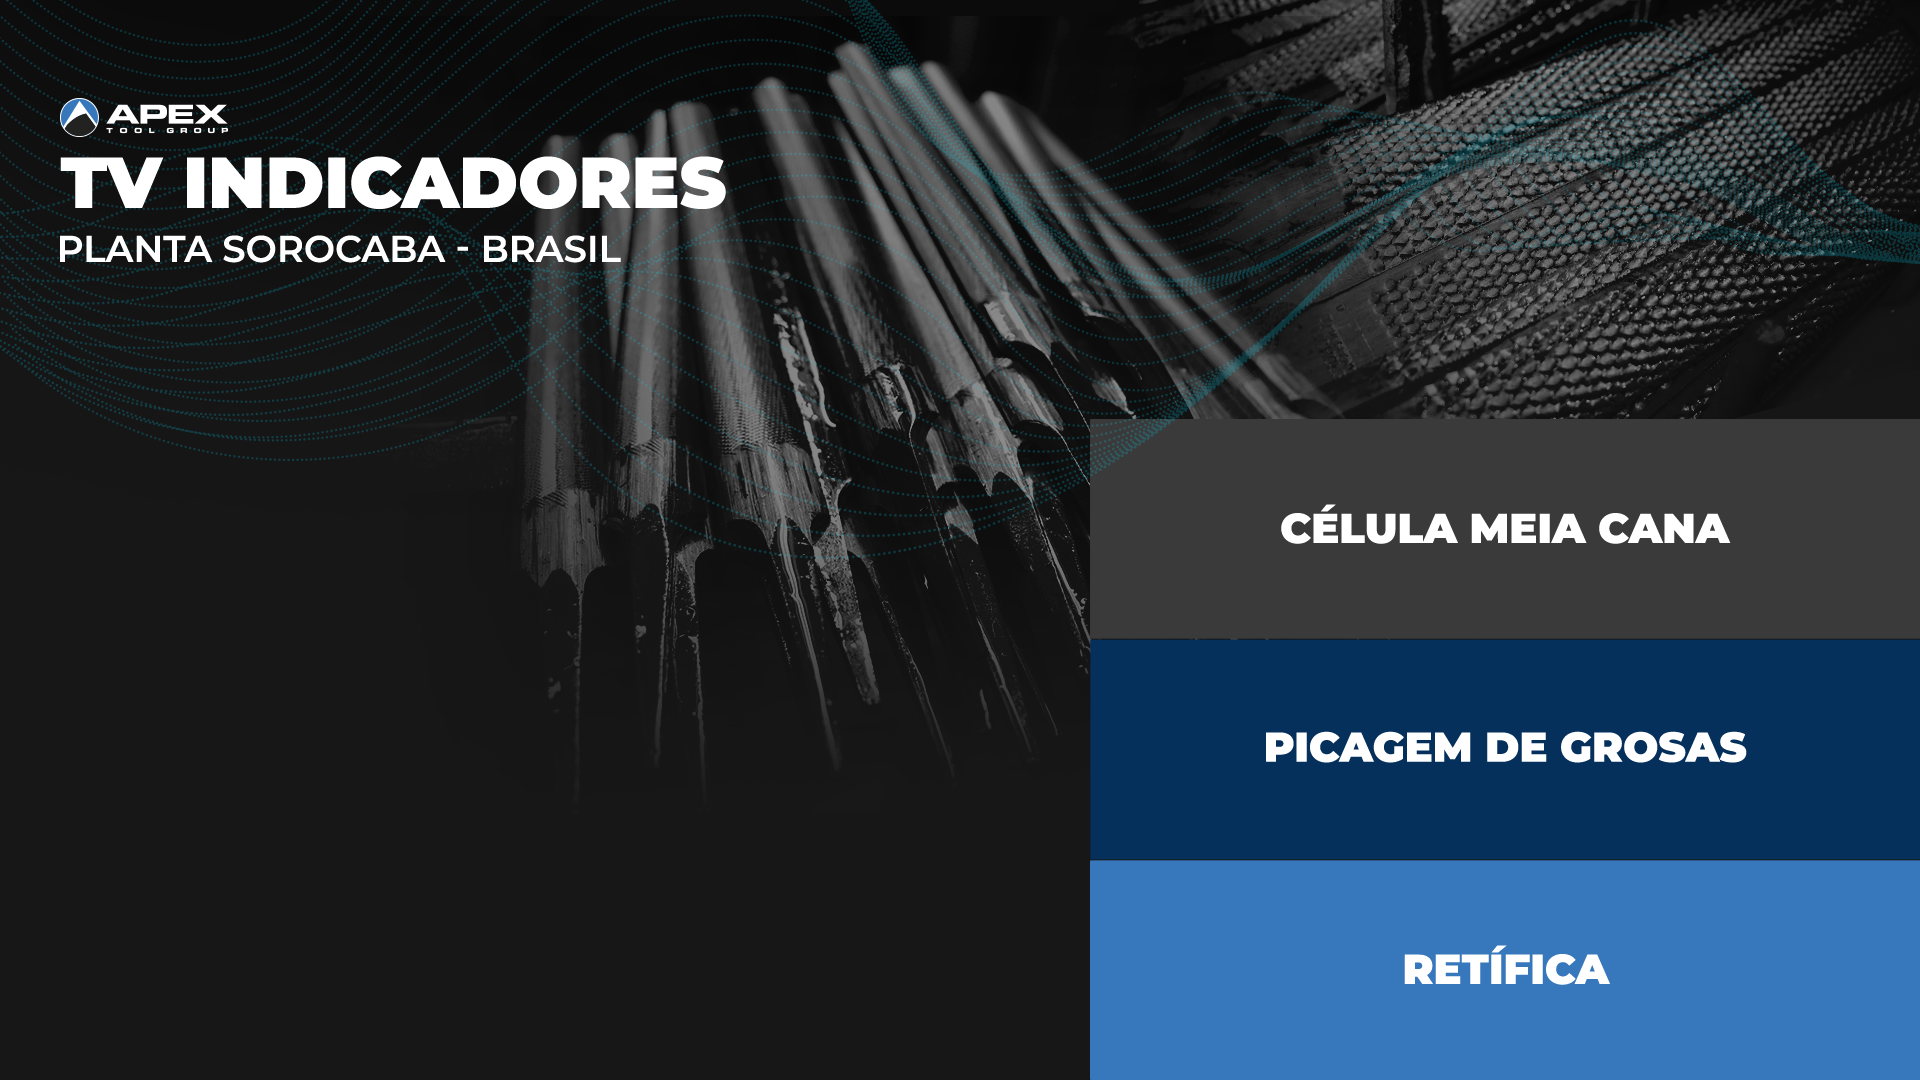 APEX
TOOL GROUP
TV INDICADORES
PLANTA SOROCABA - BRASIL
CÉLULA MEIA CANA
PICAGEM DE GROSAS
RETÍFICA